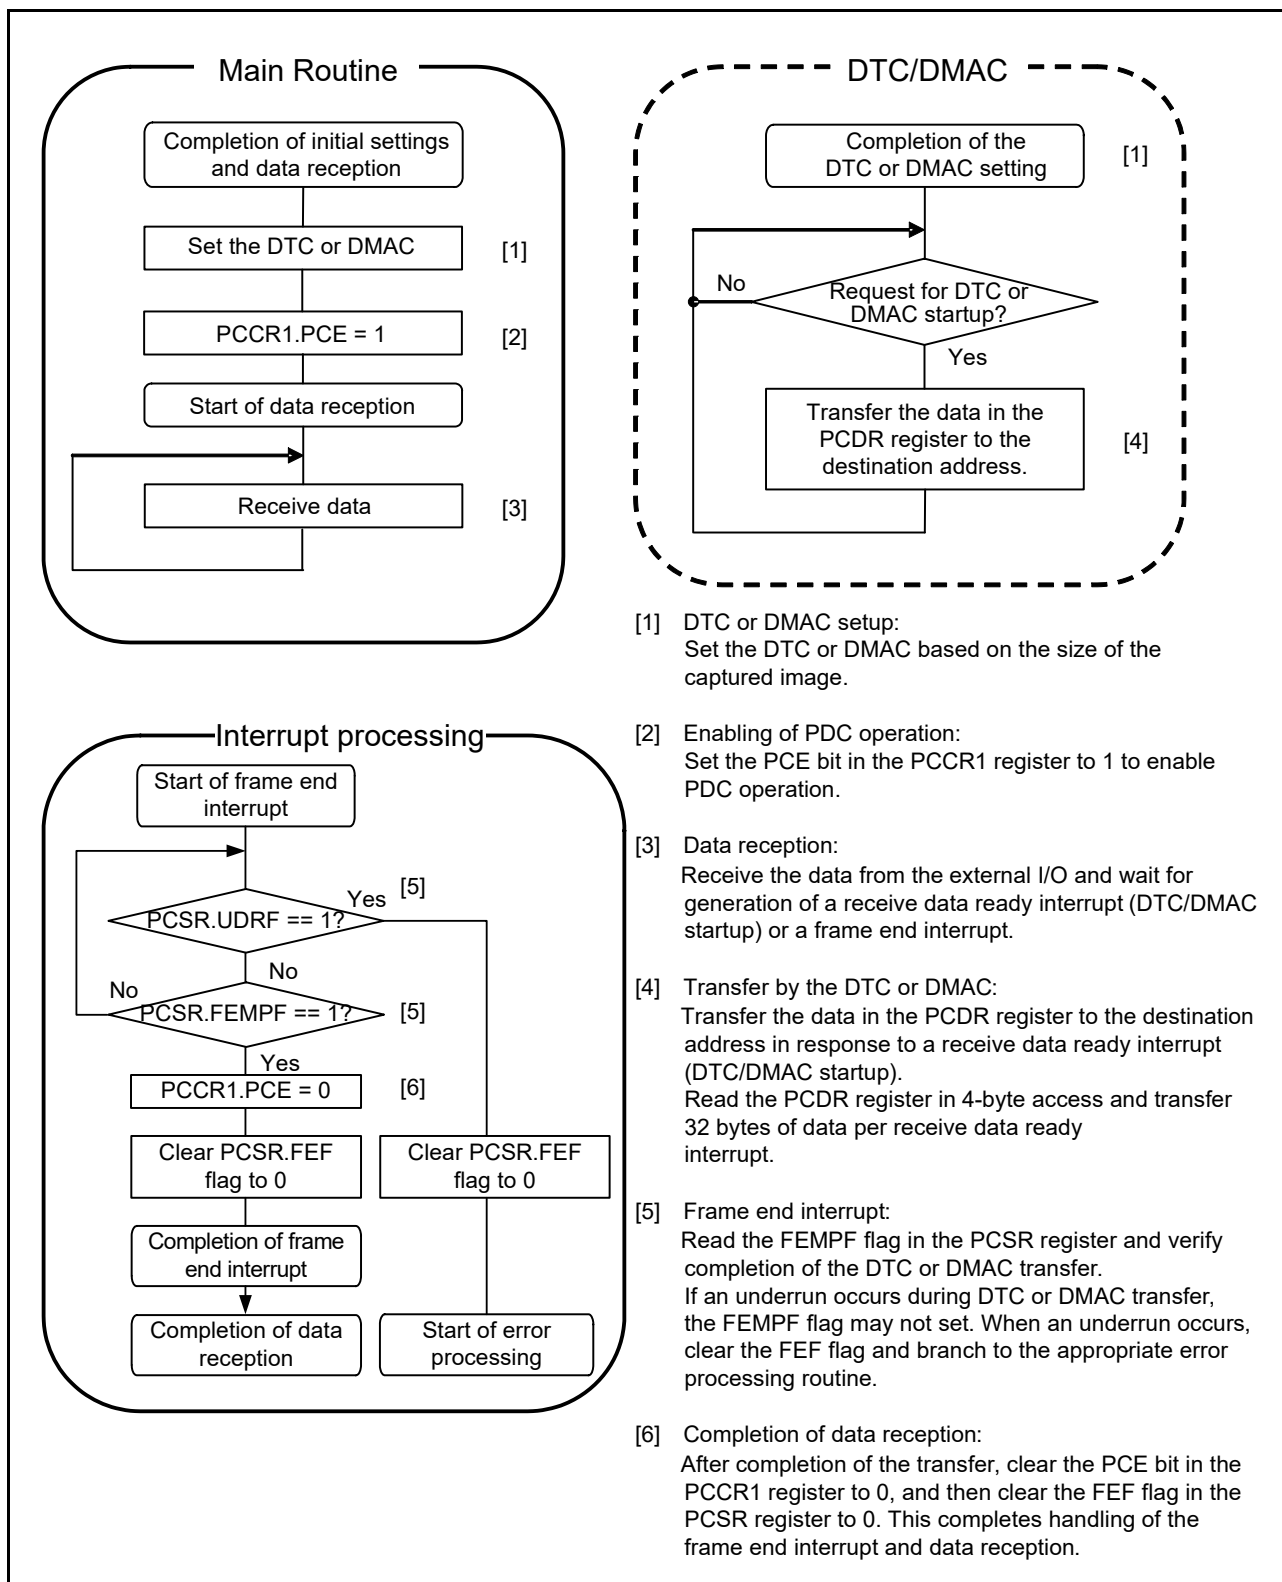 Main Routine
Completion of initial settings
and data reception
Set the DTC or DMAC
[1]
PCCR1.PCE = 1
[2]
Start of data reception
Receive data
[3]
DTC/DMAC
Completion of the
DTC or DMAC setting
[1]
No
Request for DTC or
DMAC startup?
Yes
Transfer the data in the
PCDR register to the
destination address.
[4]
Interrupt processing
Start of frame end
interrupt
Yes
[5]
PCSR.UDRF == 1?
No
No
PCSR.FEMPF == 1?
[5]
Yes
PCCR1.PCE = 0
[6]
Clear PCSR.FEF
flag to 0
Clear PCSR.FEF
flag to 0
Completion of frame
end interrupt
Completion of data
reception
Start of error
processing
[1] DTC or DMAC setup:
Set the DTC or DMAC based on the size of the
captured image.
[2] Enabling of PDC operation:
Set the PCE bit in the PCCR1 register to 1 to enable
PDC operation.
[3] Data reception:
Receive the data from the external I/O and wait for
generation of a receive data ready interrupt (DTC/DMAC
startup) or a frame end interrupt.
[4] Transfer by the DTC or DMAC:
Transfer the data in the PCDR register to the destination
address in response to a receive data ready interrupt
(DTC/DMAC startup).
Read the PCDR register in 4-byte access and transfer
32 bytes of data per receive data ready
interrupt.
[5] Frame end interrupt:
Read the FEMPF flag in the PCSR register and verify
completion of the DTC or DMAC transfer.
If an underrun occurs during DTC or DMAC transfer,
the FEMPF flag may not set. When an underrun occurs,
clear the FEF flag and branch to the appropriate error
processing routine.
[6] Completion of data reception:
After completion of the transfer, clear the PCE bit in the
PCCR1 register to 0, and then clear the FEF flag in the
PCSR register to 0. This completes handling of the
frame end interrupt and data reception.